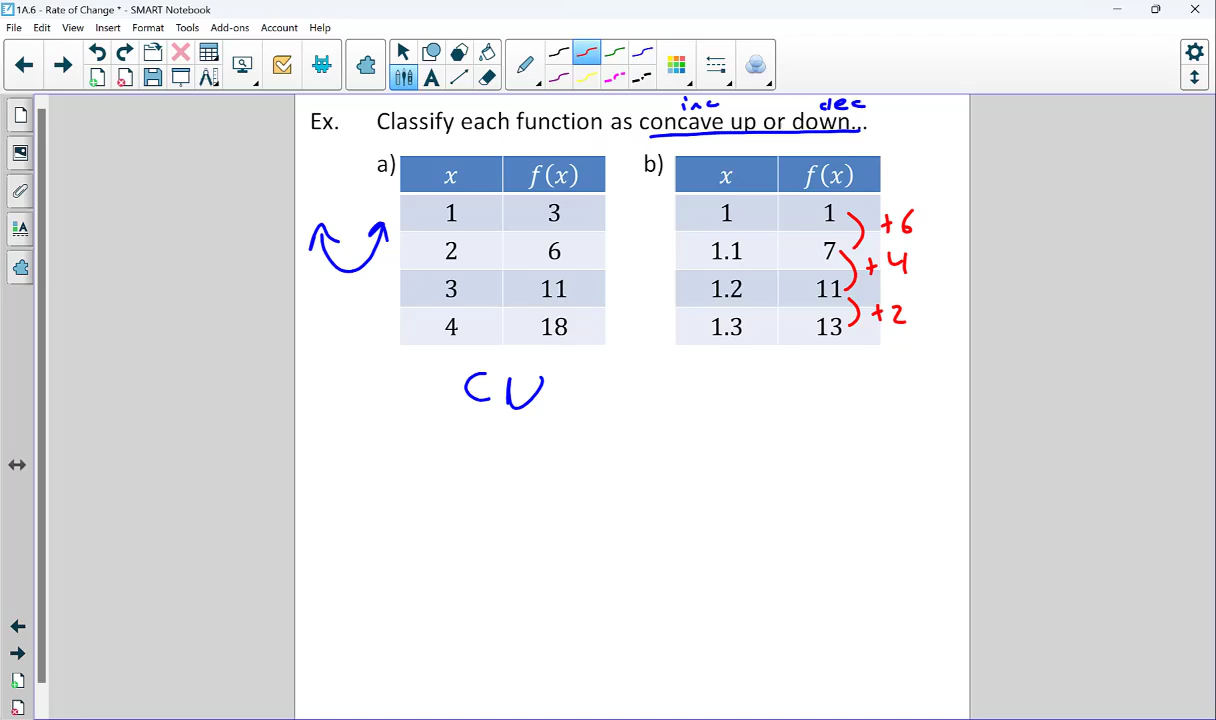 1A.6 - Rate of Change * - SMART Notebook
File Edit View Insert Format Tools Add-ons Account Help
inc dec
Ex. Classify each function as concave up or down...
a) x f(x)
1 3
2 6
3 11
4 18
CU
b) x f(x)
1 1
1.1 7
1.2 11
1.3 13
+6
+4
+2